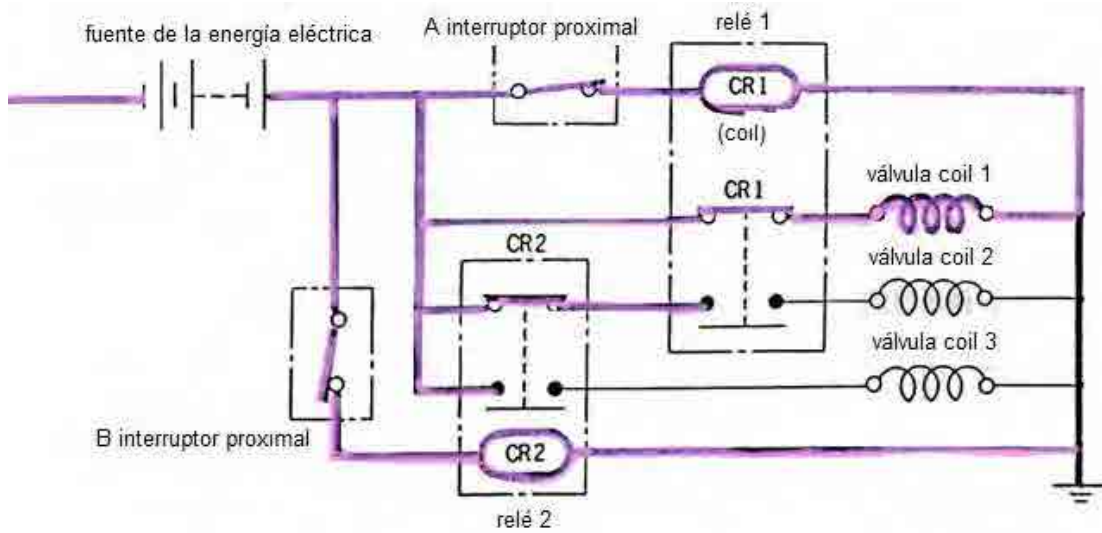 relé 1
A interruptor proximal
fuente de la energía eléctrica
CR1
(coil)
CR1
válvula coil 1
CR2
válvula coil 2
válvula coil 3
B interruptor proximal
CR2
relé 2